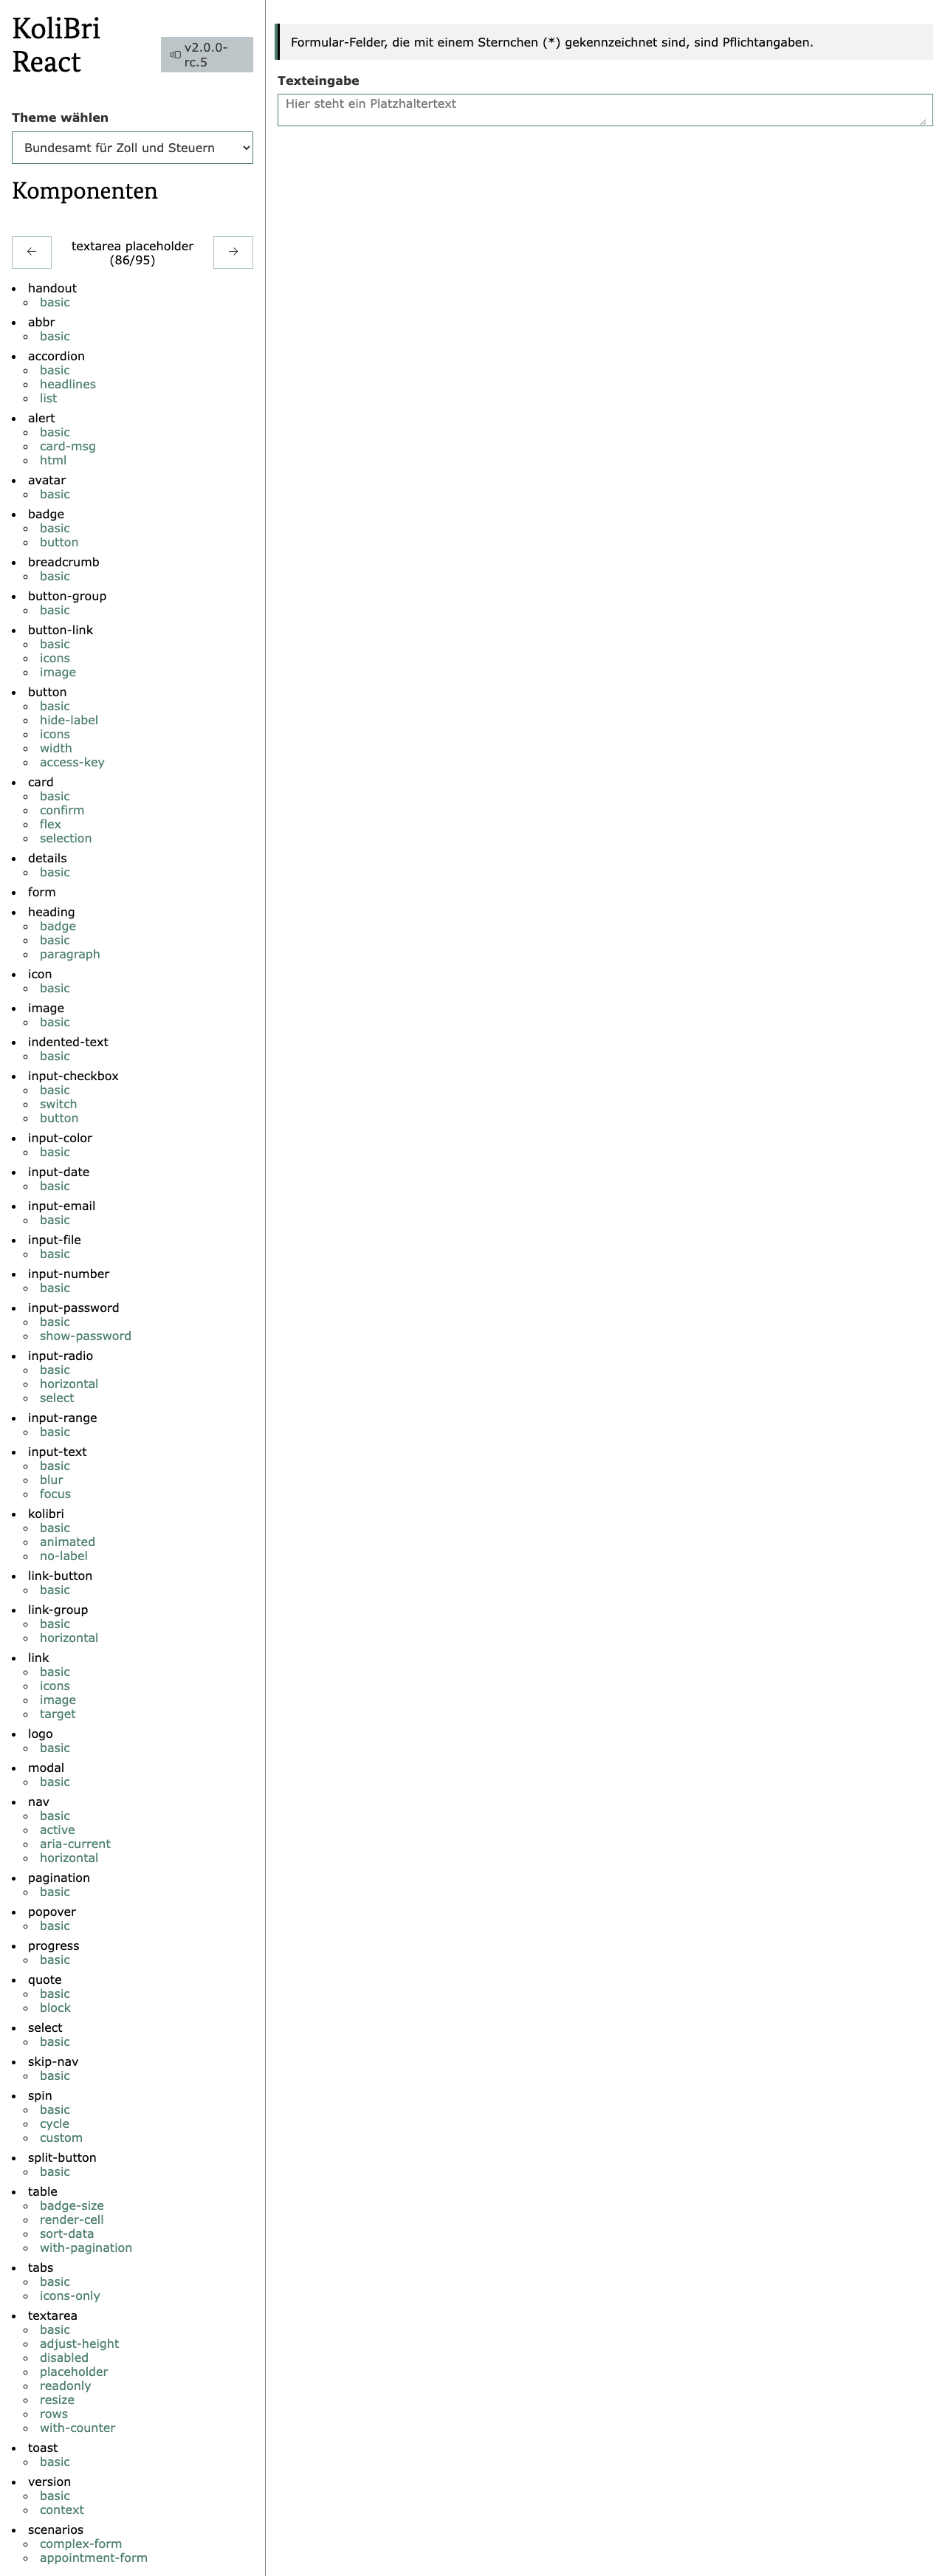 KoliBri
React
v2.0.0-
rc.5
Theme wählen
Bundesamt für Zoll und Steuern
Komponenten
←
textarea placeholder
(86/95)
→
handout
basic
abbr
basic
accordion
basic
headlines
list
alert
basic
card-msg
html
avatar
basic
badge
basic
button
breadcrumb
basic
button-group
basic
button-link
basic
icons
image
button
basic
hide-label
icons
width
access-key
card
basic
confirm
flex
selection
details
basic
form
heading
badge
basic
paragraph
icon
basic
image
basic
indented-text
basic
input-checkbox
basic
switch
button
input-color
basic
input-date
basic
input-email
basic
input-file
basic
input-number
basic
input-password
basic
show-password
input-radio
basic
horizontal
select
input-range
basic
input-text
basic
blur
focus
kolibri
basic
animated
no-label
link-button
basic
link-group
basic
horizontal
link
basic
icons
image
target
logo
basic
modal
basic
nav
basic
active
aria-current
horizontal
pagination
basic
popover
basic
progress
basic
quote
basic
block
select
basic
skip-nav
basic
spin
basic
cycle
custom
split-button
basic
table
badge-size
render-cell
sort-data
with-pagination
tabs
basic
icons-only
textarea
basic
adjust-height
disabled
placeholder
readonly
resize
rows
with-counter
toast
basic
version
basic
context
scenarios
complex-form
appointment-form
Formular-Felder, die mit einem Sternchen (*) gekennzeichnet sind, sind Pflichtangaben.
Texteingabe
Hier steht ein Platzhaltertext